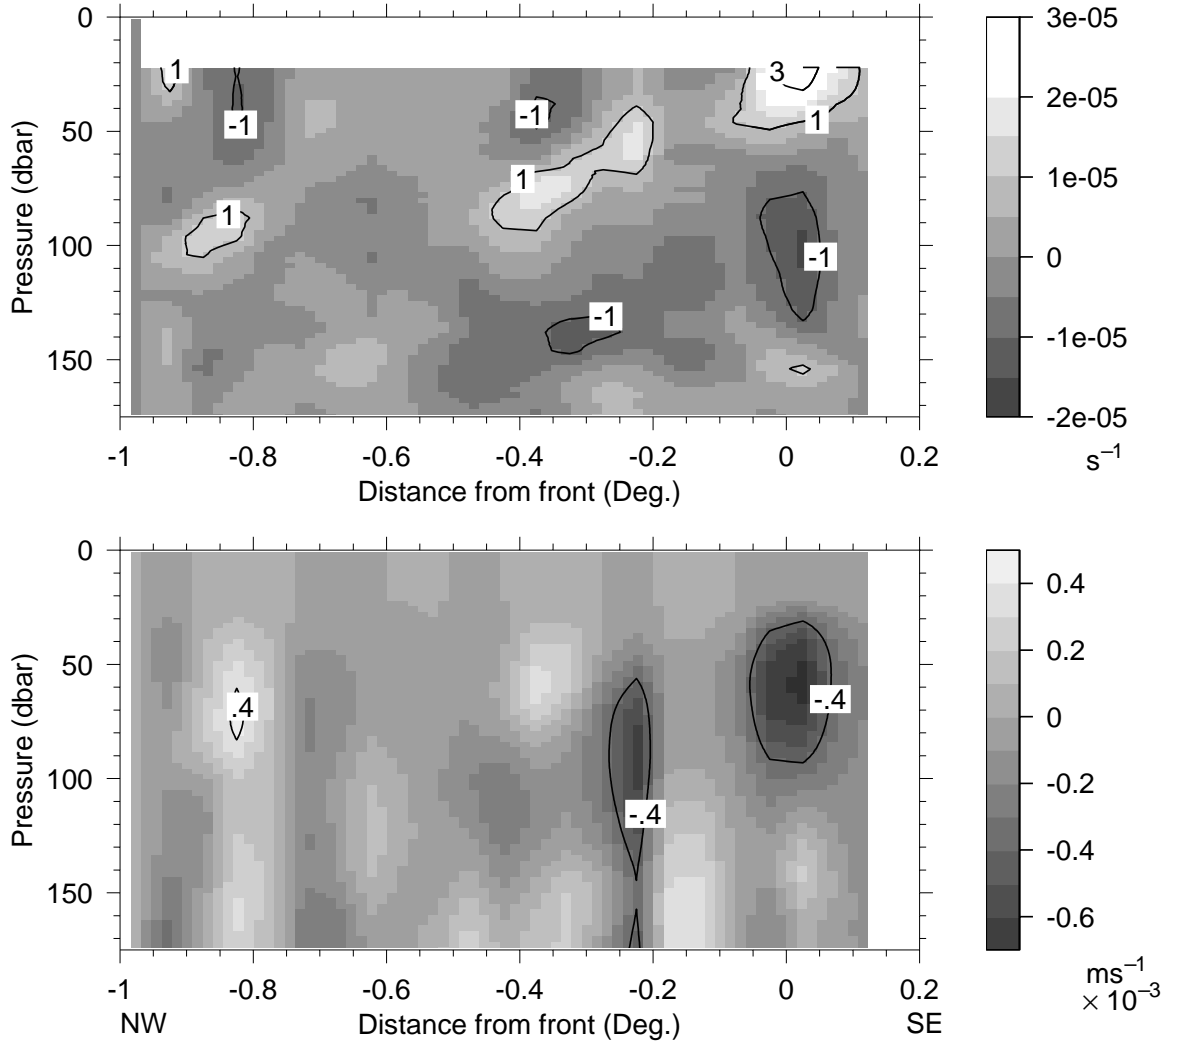 0
50
100
150
Pressure (dbar)
1
-1
-1
1
1
3
1
-1
-1
-1 -0.8 -0.6 -0.4 -0.2 0 0.2
Distance from front (Deg.)
3e-05
2e-05
1e-05
0
-1e-05
-2e-05
s⁻¹
0
50
100
150
Pressure (dbar)
.4
-.4
-.4
-1 -0.8 -0.6 -0.4 -0.2 0 0.2
NW Distance from front (Deg.) SE
0.4
0.2
0
-0.2
-0.4
-0.6
ms⁻¹
× 10⁻³